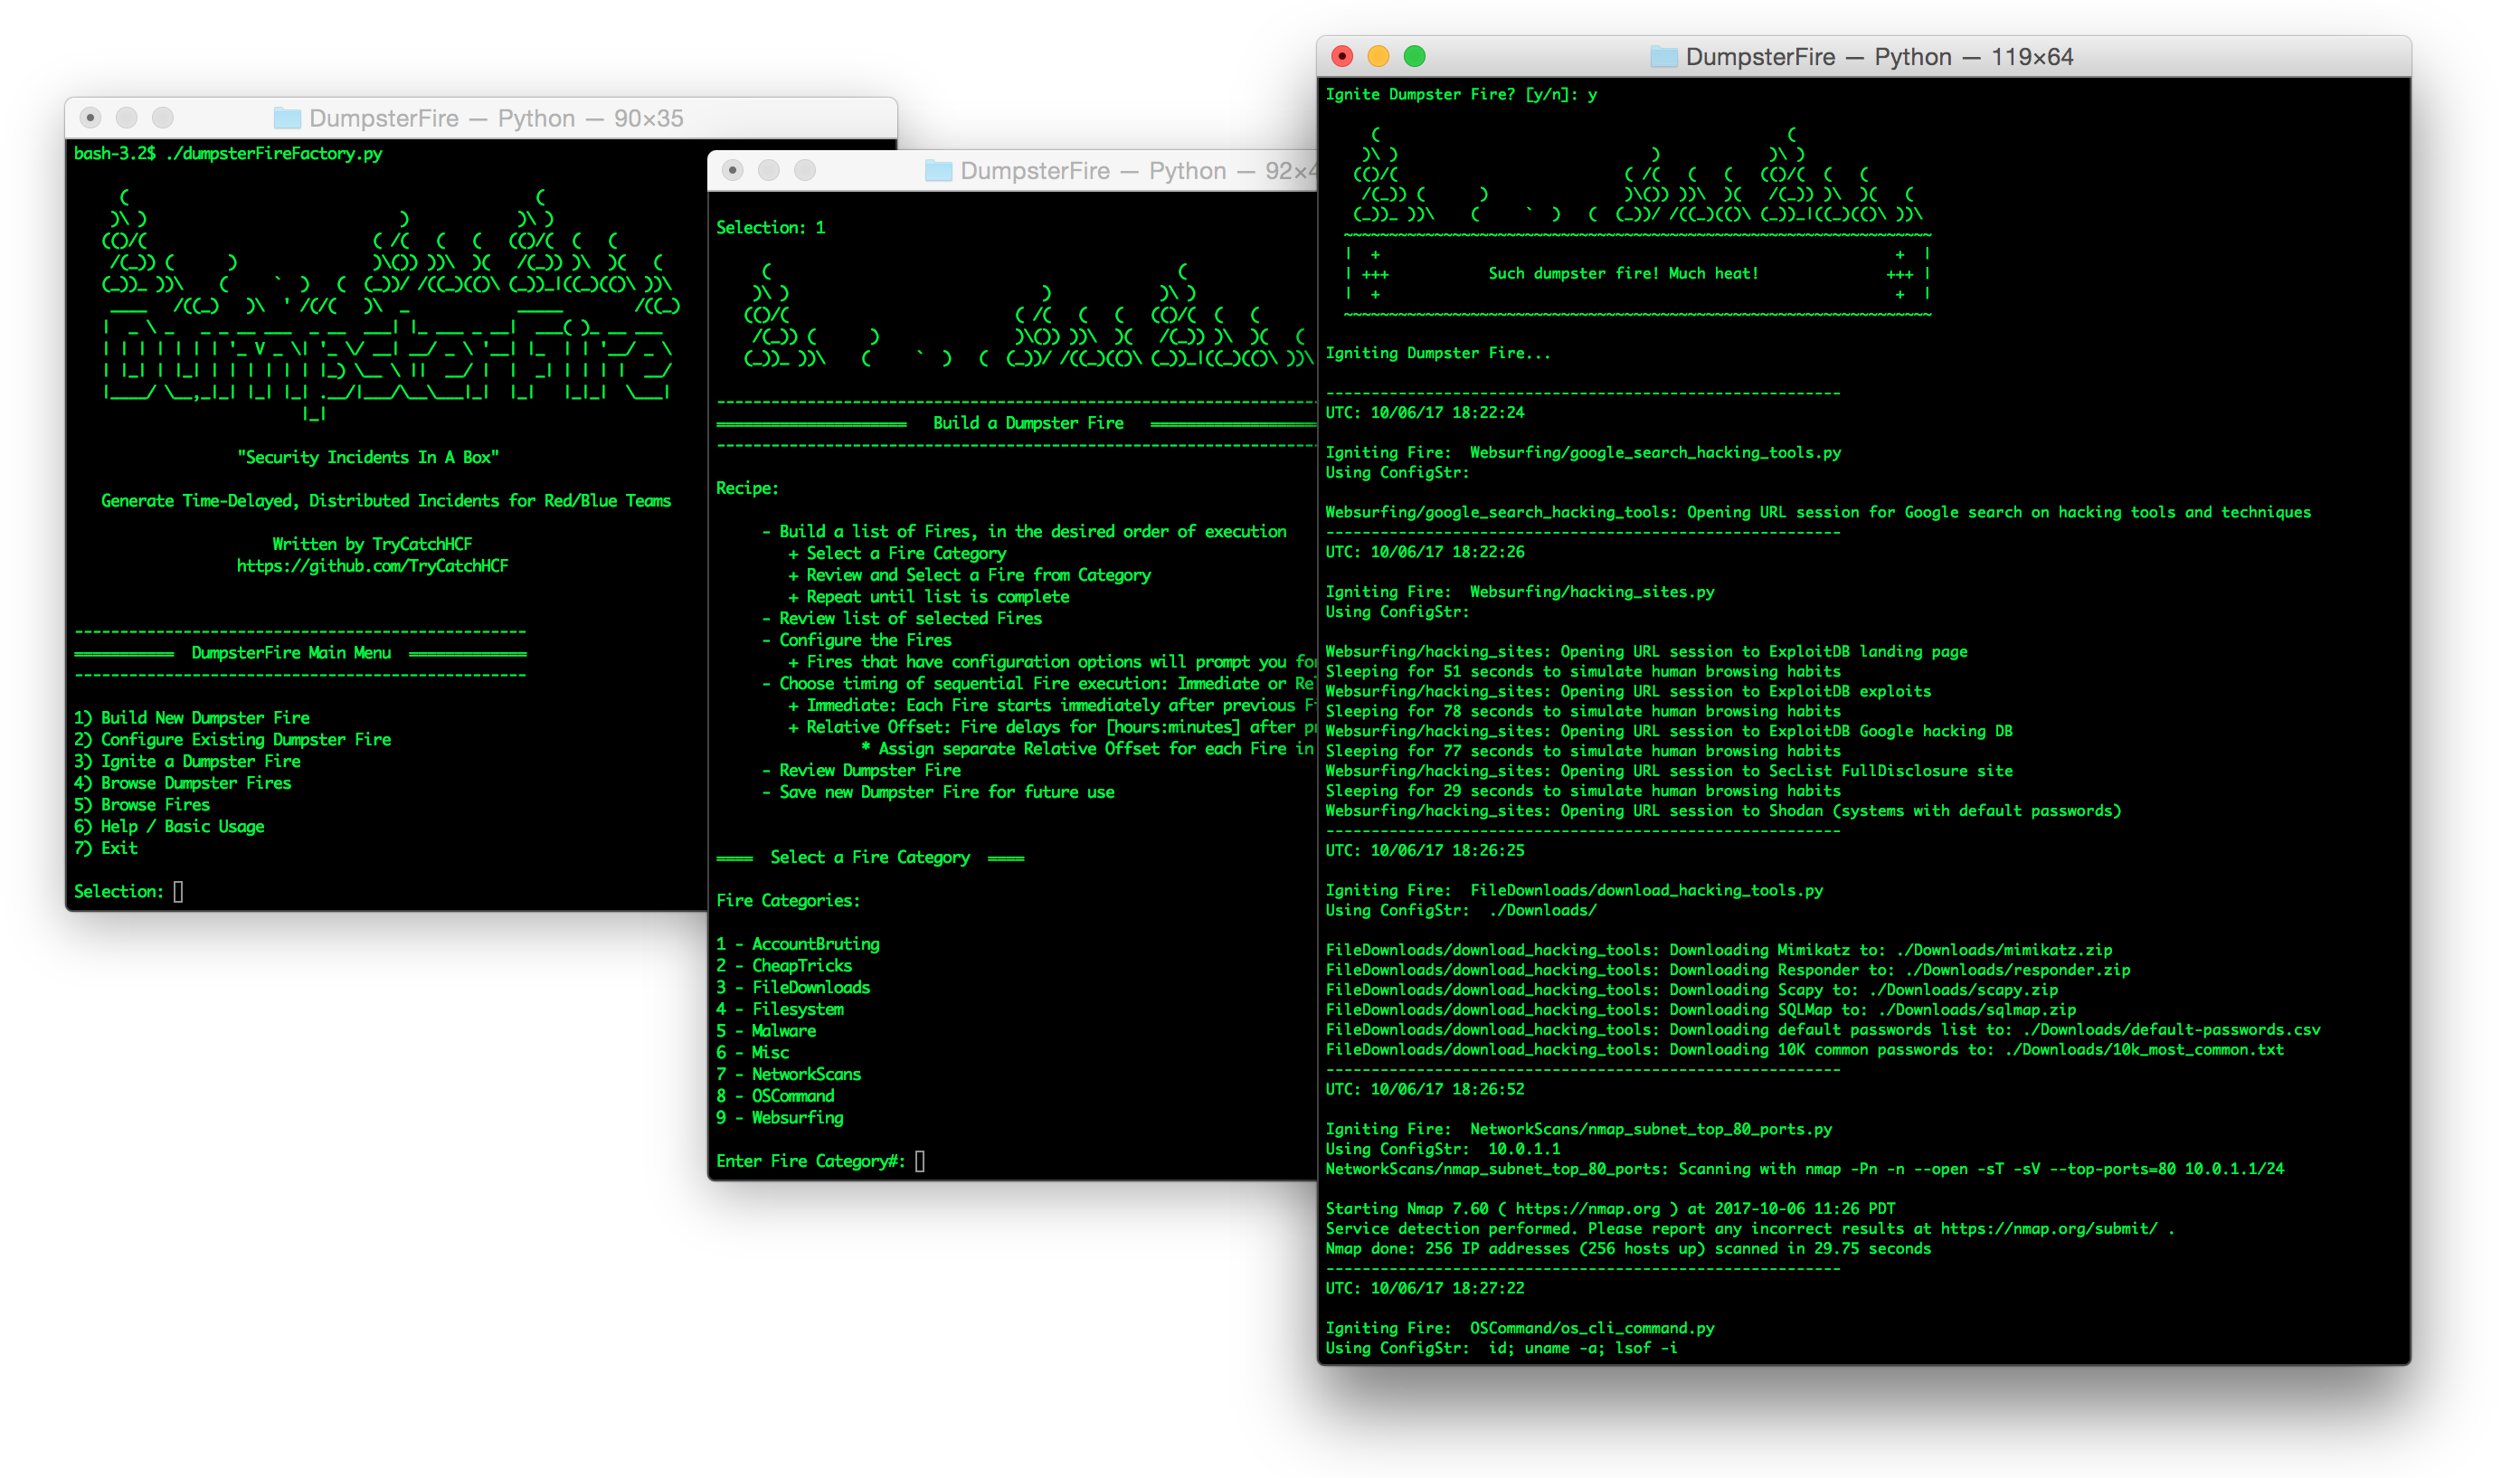 DumpsterFire — Python — 90×35
bash-3.2$ ./dumpsterFireFactory.py
DumpsterFire
"Security Incidents In A Box"
Generate Time-Delayed, Distributed Incidents for Red/Blue Teams
Written by TryCatchHCF
https://github.com/TryCatchHCF
DumpsterFire Main Menu
1) Build New Dumpster Fire
2) Configure Existing Dumpster Fire
3) Ignite a Dumpster Fire
4) Browse Dumpster Fires
5) Browse Fires
6) Help / Basic Usage
7) Exit
Selection:
DumpsterFire — Python — 92×4
Selection: 1
Build a Dumpster Fire
Recipe:
- Build a list of Fires, in the desired order of execution
+ Select a Fire Category
+ Review and Select a Fire from Category
+ Repeat until list is complete
- Review list of selected Fires
- Configure the Fires
+ Fires that have configuration options will prompt you
- Choose timing of sequential Fire execution: Immediate or
+ Immediate: Each Fire starts immediately after previous
+ Relative Offset: Fire delays for [hours:minutes] after
* Assign separate Relative Offset for each Fire in
- Review Dumpster Fire
- Save new Dumpster Fire for future use
==== Select a Fire Category ====
Fire Categories:
1 - AccountBruting
2 - CheapTricks
3 - FileDownloads
4 - Filesystem
5 - Malware
6 - Misc
7 - NetworkScans
8 - OSCommand
9 - Websurfing
Enter Fire Category#:
DumpsterFire — Python — 119×64
Ignite Dumpster Fire? [y/n]: y
Such dumpster fire! Much heat!
Igniting Dumpster Fire...
UTC: 10/06/17 18:22:24
Igniting Fire: Websurfing/google_search_hacking_tools.py
Using ConfigStr:
Websurfing/google_search_hacking_tools: Opening URL session for Google search on hacking tools and techniques
UTC: 10/06/17 18:22:26
Igniting Fire: Websurfing/hacking_sites.py
Using ConfigStr:
Websurfing/hacking_sites: Opening URL session to ExploitDB landing page
Sleeping for 51 seconds to simulate human browsing habits
Websurfing/hacking_sites: Opening URL session to ExploitDB exploits
Sleeping for 78 seconds to simulate human browsing habits
Websurfing/hacking_sites: Opening URL session to ExploitDB Google hacking DB
Sleeping for 77 seconds to simulate human browsing habits
Websurfing/hacking_sites: Opening URL session to SecList FullDisclosure site
Sleeping for 29 seconds to simulate human browsing habits
Websurfing/hacking_sites: Opening URL session to Shodan (systems with default passwords)
UTC: 10/06/17 18:26:25
Igniting Fire: FileDownloads/download_hacking_tools.py
Using ConfigStr: ./Downloads/
FileDownloads/download_hacking_tools: Downloading Mimikatz to: ./Downloads/mimikatz.zip
FileDownloads/download_hacking_tools: Downloading Responder to: ./Downloads/responder.zip
FileDownloads/download_hacking_tools: Downloading Scapy to: ./Downloads/scapy.zip
FileDownloads/download_hacking_tools: Downloading SQLMap to: ./Downloads/sqlmap.zip
FileDownloads/download_hacking_tools: Downloading default passwords list to: ./Downloads/default-passwords.csv
FileDownloads/download_hacking_tools: Downloading 10K common passwords to: ./Downloads/10k_most_common.txt
UTC: 10/06/17 18:26:52
Igniting Fire: NetworkScans/nmap_subnet_top_80_ports.py
Using ConfigStr: 10.0.1.1
NetworkScans/nmap_subnet_top_80_ports: Scanning with nmap -Pn -n --open -sT -sV --top-ports=80 10.0.1.1/24
Starting Nmap 7.60 ( https://nmap.org ) at 2017-10-06 11:26 PDT
Service detection performed. Please report any incorrect results at https://nmap.org/submit/ .
Nmap done: 256 IP addresses (256 hosts up) scanned in 29.75 seconds
UTC: 10/06/17 18:27:22
Igniting Fire: OSCommand/os_cli_command.py
Using ConfigStr: id; uname -a; lsof -i